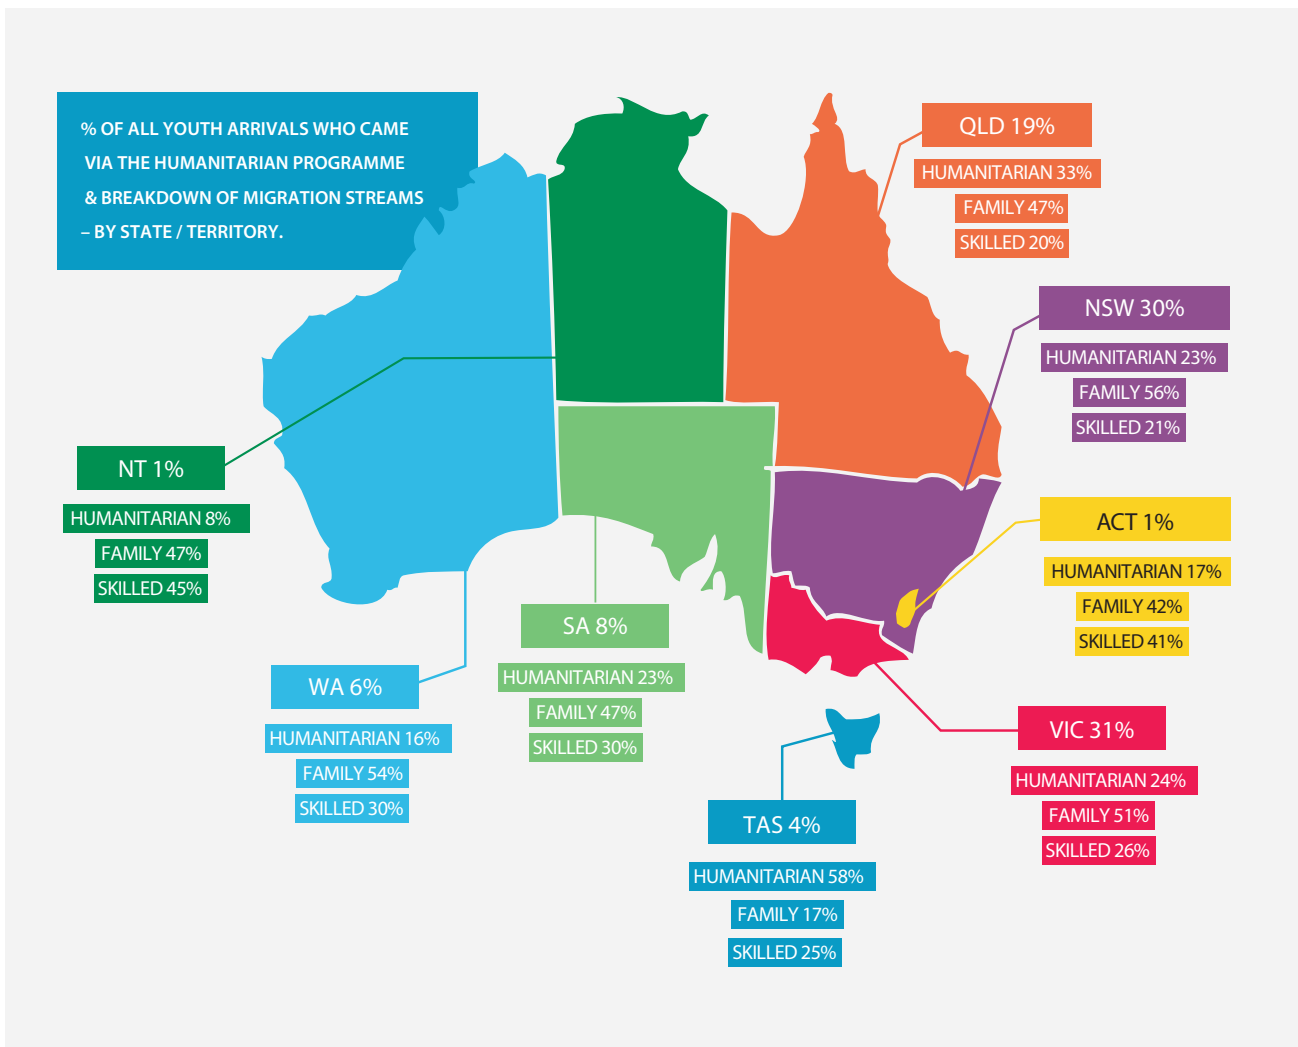 % OF ALL YOUTH ARRIVALS WHO CAME
VIA THE HUMANITARIAN PROGRAMME
& BREAKDOWN OF MIGRATION STREAMS
– BY STATE / TERRITORY.
QLD 19%
HUMANITARIAN 33%
FAMILY 47%
SKILLED 20%
NSW 30%
HUMANITARIAN 23%
FAMILY 56%
SKILLED 21%
NT 1%
HUMANITARIAN 8%
FAMILY 47%
SKILLED 45%
ACT 1%
HUMANITARIAN 17%
FAMILY 42%
SKILLED 41%
SA 8%
HUMANITARIAN 23%
FAMILY 47%
SKILLED 30%
WA 6%
HUMANITARIAN 16%
FAMILY 54%
SKILLED 30%
VIC 31%
HUMANITARIAN 24%
FAMILY 51%
SKILLED 26%
TAS 4%
HUMANITARIAN 58%
FAMILY 17%
SKILLED 25%